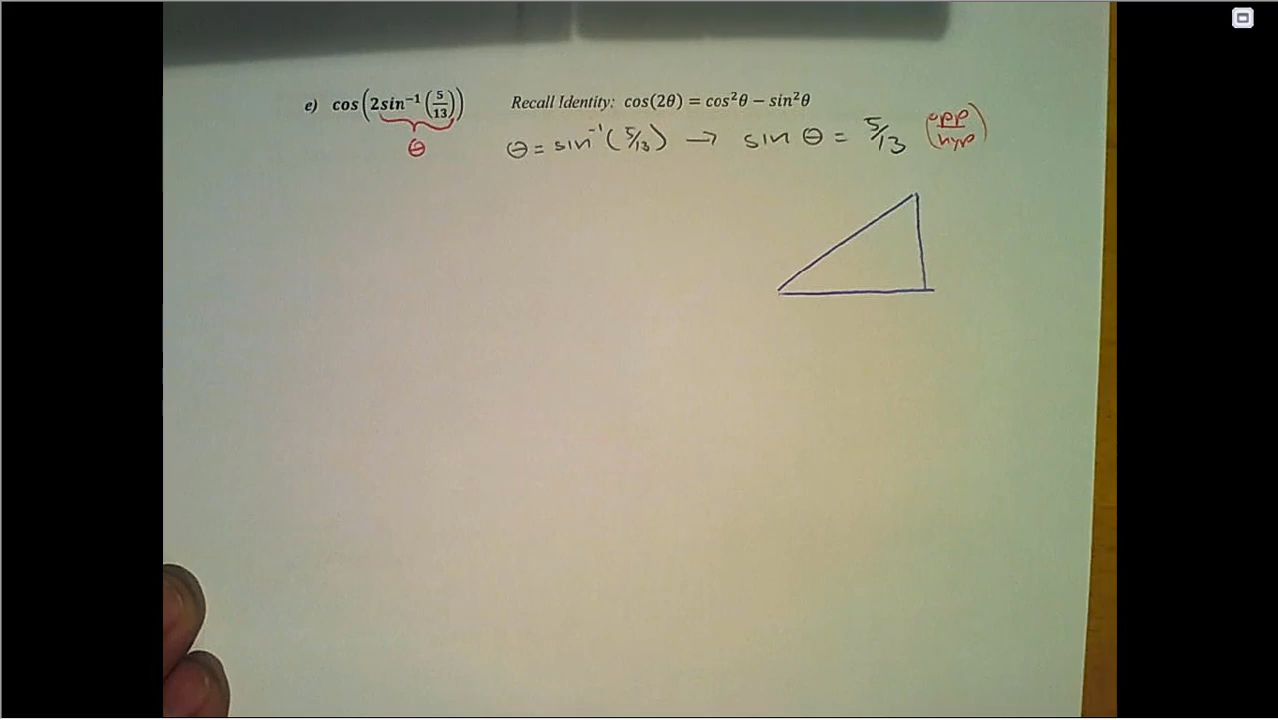 e) cos(2sin⁻¹(5/13)) Recall Identity: cos(2θ) = cos²θ − sin²θ
θ θ = sin⁻¹(5/13) → sin θ = 5/13 (opp/hyp)